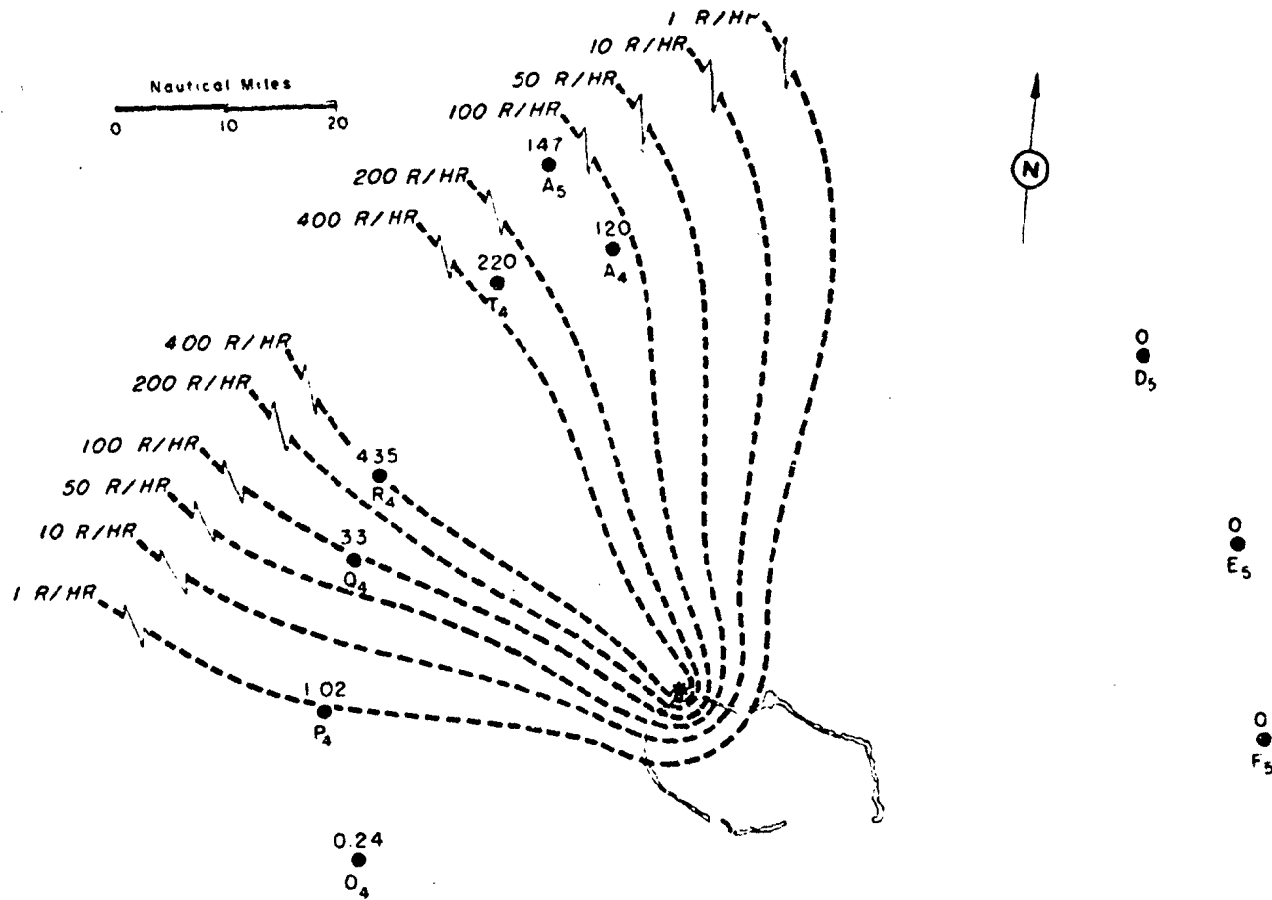 1 R/HR
10 R/HR
Nautical Miles
50 R/HR
0 10 20
100 R/HR
147
A5
200 R/HR
N
400 R/HR
120
A4
220
T4
0
D5
400 R/HR
200 R/HR
100 R/HR
435
R4
50 R/HR
33
Q4
0
E5
10 R/HR
1 R/HR
1.02
P4
0
F5
0.24
O4